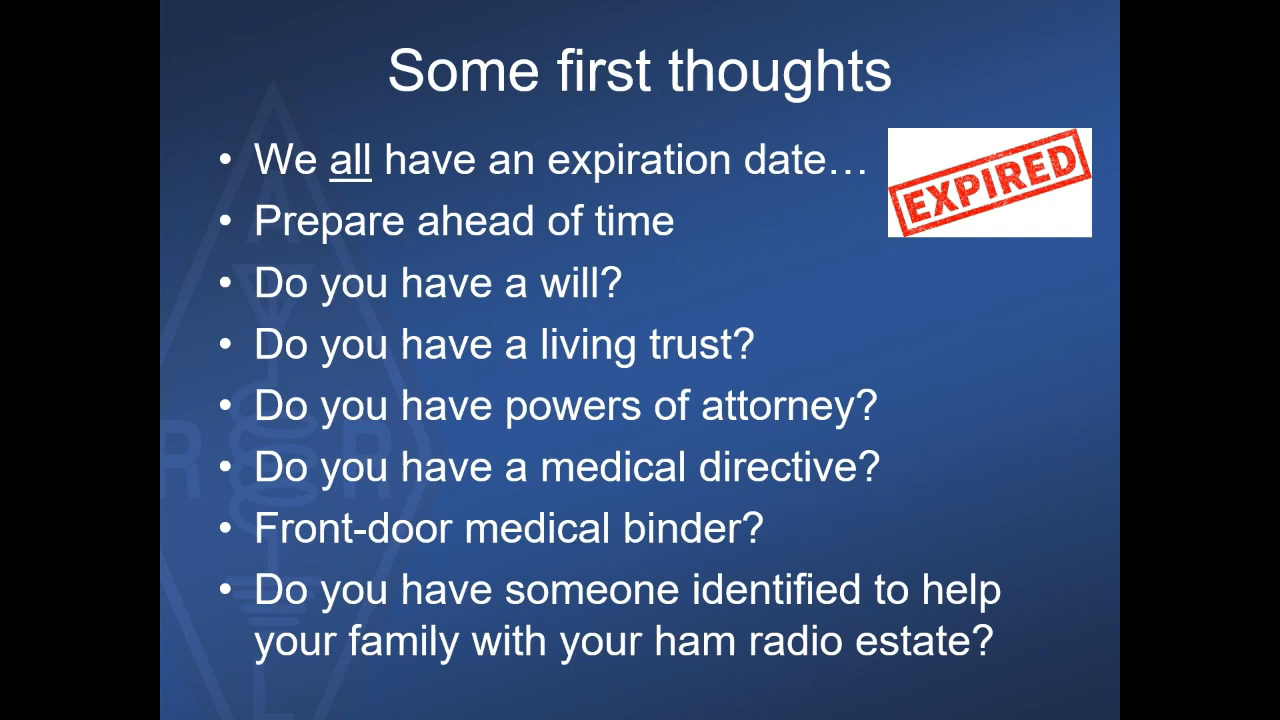 Some first thoughts
• We all have an expiration date…
EXPIRED
• Prepare ahead of time
• Do you have a will?
• Do you have a living trust?
• Do you have powers of attorney?
• Do you have a medical directive?
• Front-door medical binder?
• Do you have someone identified to help
your family with your ham radio estate?
A
R R
L